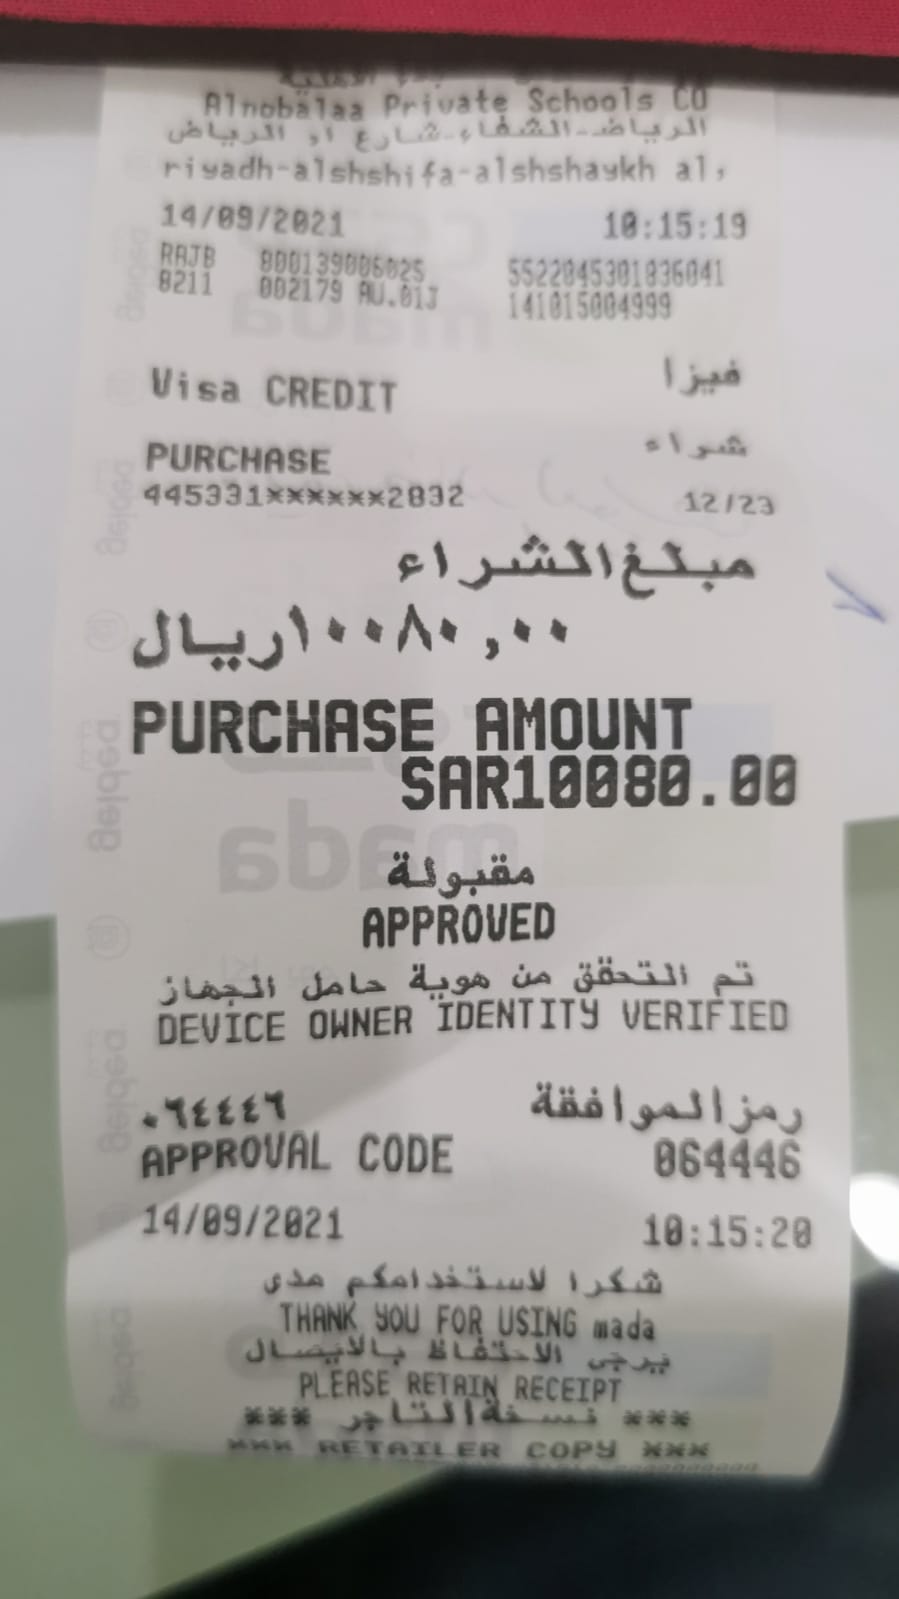 Alnobalaa Private Schools CO
الرياض-الشفاء-شارع او الرياض
riyadh-alshshifa-alshshaykh al,
14/09/2021 10:15:19
RAJB 800139006025 5522045301836041
8211 002179 AU.01J 141015004999
Visa CREDIT فيزا
PURCHASE شراء
445331******2832 12/23
مبلغ الشراء
١٠٠٨٠,٠٠ ريال
PURCHASE AMOUNT
SAR10080.00
مقبولة
APPROVED
تم التحقق من هوية حامل الجهاز
DEVICE OWNER IDENTITY VERIFIED
رمز الموافقة ٠٦٤٤٤٦
APPROVAL CODE 064446
14/09/2021 10:15:20
شكرا لاستخدامكم مدى
THANK YOU FOR USING mada
يرجى الاحتفاظ بالايصال
PLEASE RETAIN RECEIPT
*** نسخة التاجر ***
*** RETAILER COPY ***